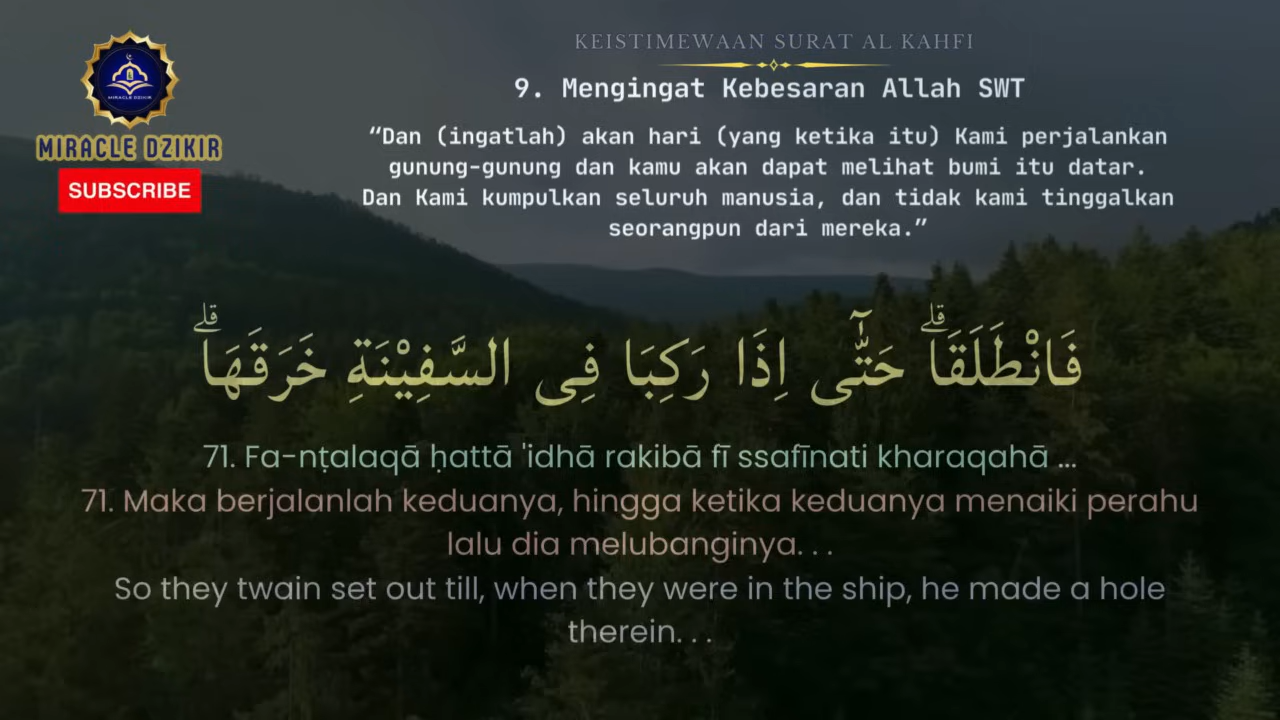 KEISTIMEWAAN SURAT AL KAHFI
9. Mengingat Kebesaran Allah SWT
“Dan (ingatlah) akan hari (yang ketika itu) Kami perjalankan
gunung-gunung dan kamu akan dapat melihat bumi itu datar.
Dan Kami kumpulkan seluruh manusia, dan tidak kami tinggalkan
seorangpun dari mereka.”
MIRACLE DZIKIR
MIRACLE DZIKIR
SUBSCRIBE
فَانْطَلَقَاۗ حَتّٰٓى اِذَا رَكِبَا فِى السَّفِيْنَةِ خَرَقَهَاۗ
71. Fa-nṭalaqā ḥattā 'idhā rakibā fī ssafīnati kharaqahā ...
71. Maka berjalanlah keduanya, hingga ketika keduanya menaiki perahu
lalu dia melubanginya. . .
So they twain set out till, when they were in the ship, he made a hole
therein. . .